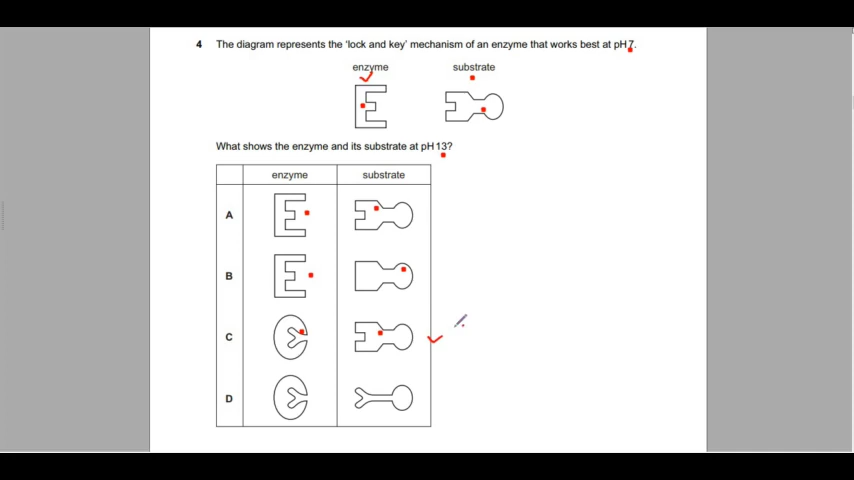 4 The diagram represents the ‘lock and key’ mechanism of an enzyme that works best at pH 7.
enzyme substrate
What shows the enzyme and its substrate at pH 13?
enzyme substrate
A
B
C
D